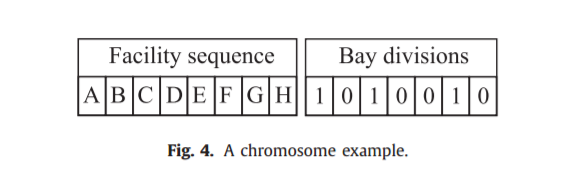 Facility sequence Bay divisions
A B C D E F G H 1 0 1 0 0 1 0
Fig. 4. A chromosome example.